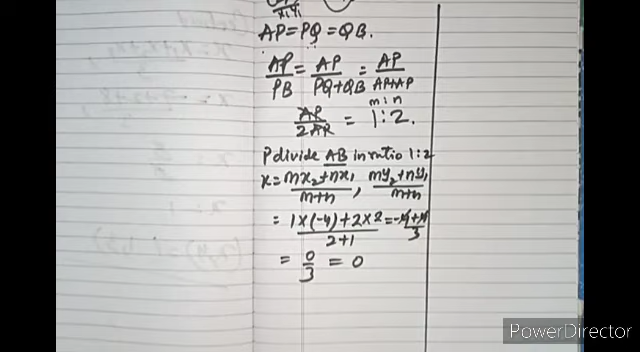 x₁y₁
AP=PQ=QB.
AP/PB = AP/PQ+QB = AP/AP+AP
m:n
AP/2AP = 1:2.
P divide AB in ratio 1:2
x = mx₂+nx₁/m+n, my₂+ny₁/m+n
= 1×(-4)+2×2/2+1 = -4+4/3
= 0/3 = 0
PowerDirector